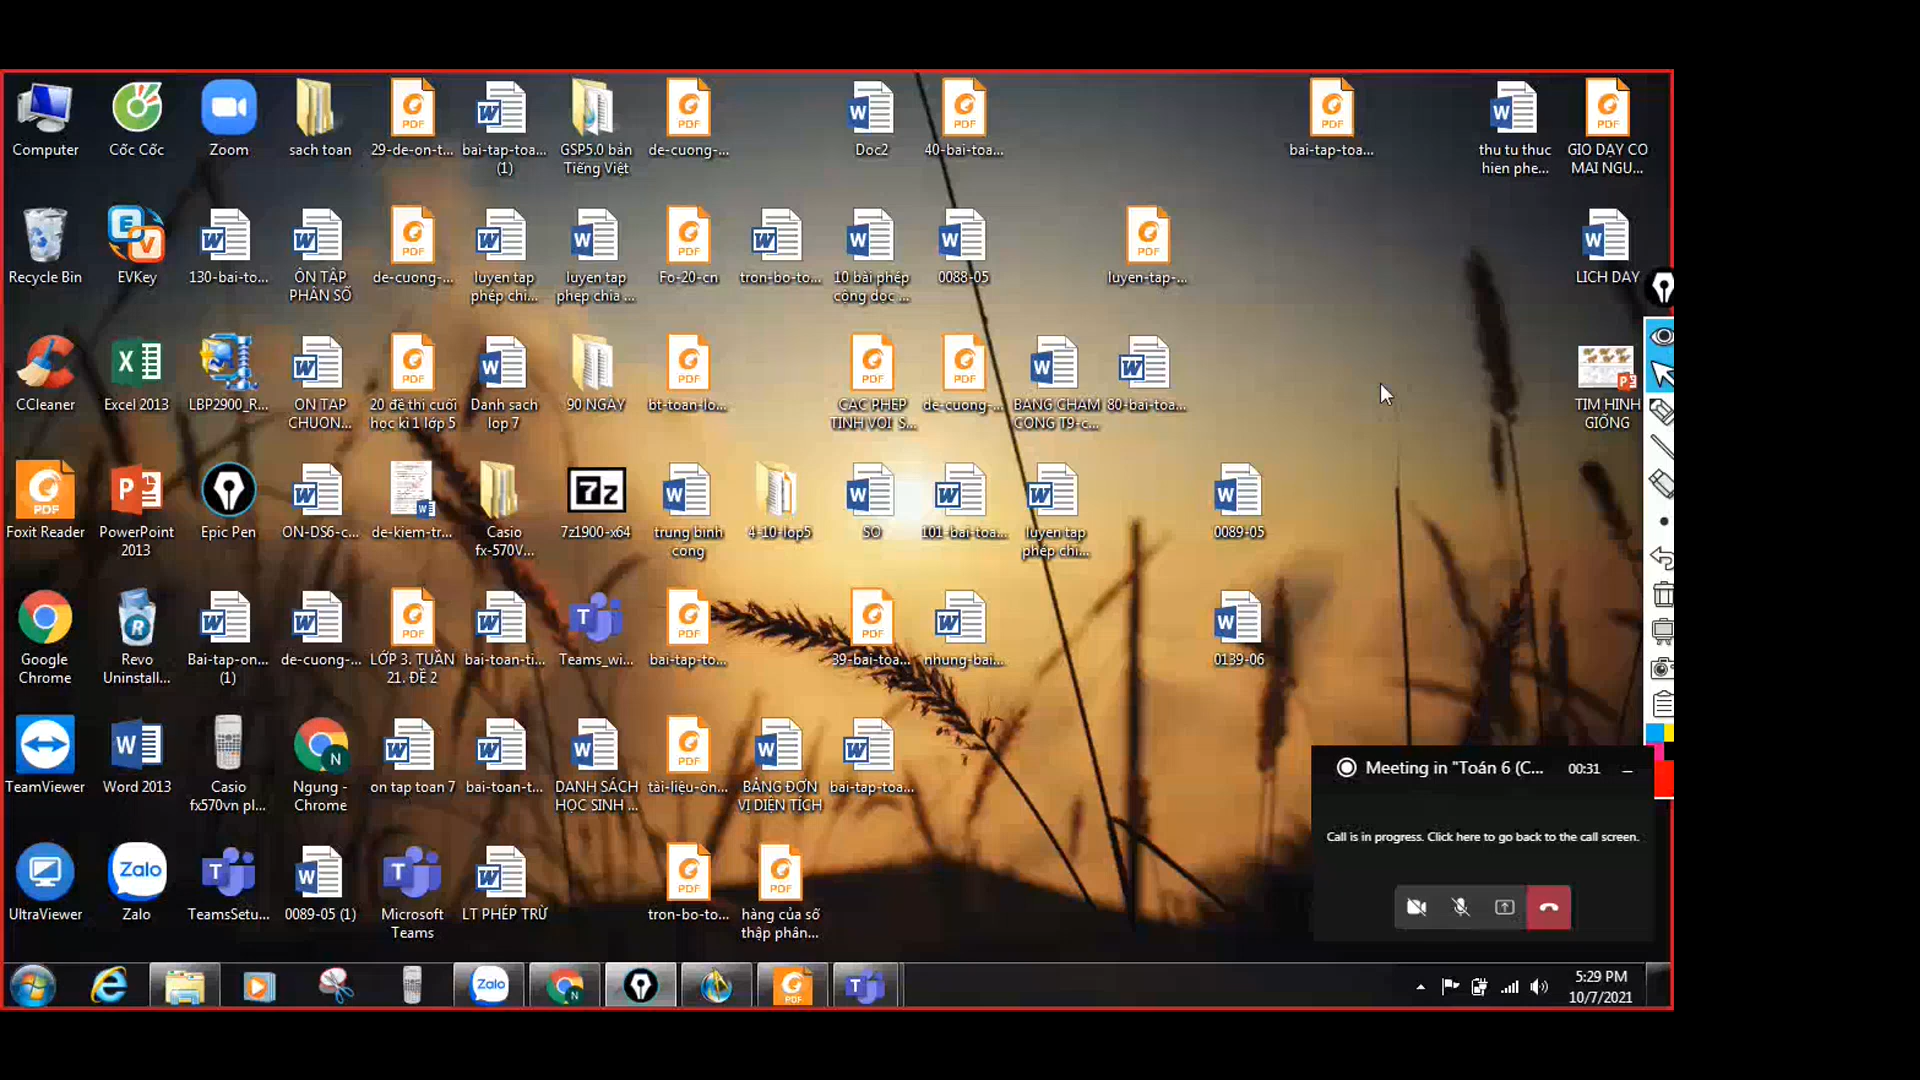 Computer
Cốc Cốc
Zoom
sach toan
29-de-on-t...
bai-tap-toa...
(1)
GSP5.0 bản
Tiếng Việt
de-cuong-...
Doc2
40-bai-toa...
bai-tap-toa...
thu tu thuc
hien phe...
GIO DAY CO
MAI NGU...
Recycle Bin
EVKey
130-bai-to...
ÔN TẬP
PHÂN SỐ
de-cuong-...
luyen tap
phép chi...
luyen tap
phep chia ...
Fo-20-cn
tron-bo-to...
10 bài phép
cộng dọc ...
0088-05
luyen-tap-...
LICH DAY
CCleaner
Excel 2013
LBP2900_R...
ON TAP
CHUON...
20 đề thi cuối
học kì 1 lớp 5
Danh sach
lop 7
90 NGÀY
bt-toan-lo...
CAC PHEP
TINH VOI S...
de-cuong-...
BANG CHAM
CONG T9-c...
80-bai-toa...
TIM HINH
GIỐNG
Foxit Reader
PowerPoint
2013
Epic Pen
ON-DS6-c...
de-kiem-tr...
Casio
fx-570V...
7z
7z1900-x64
trung binh
cong
4-10-lop5
SO
101-bai-toa...
luyen tap
phép chi...
0089-05
Google
Chrome
Revo
Uninstall...
Bai-tap-on...
(1)
de-cuong-...
LỚP 3. TUẦN
21. ĐỀ 2
bai-toan-ti...
Teams_wi...
bai-tap-to...
39-bai-toa...
nhung-bai...
0139-06
TeamViewer
Word 2013
Casio
fx570vn pl...
Ngung -
Chrome
on tap toan 7
bai-toan-t...
DANH SÁCH
HỌC SINH ...
tài-liệu-ôn...
BẢNG ĐƠN
VỊ DIỆN TÍCH
bai-tap-toa...
Meeting in "Toán 6 (C...
00:31
Call is in progress. Click here to go back to the call screen.
UltraViewer
Zalo
Zalo
TeamsSetu...
0089-05 (1)
Microsoft
Teams
LT PHÉP TRỪ
tron-bo-to...
hàng của số
thập phân...
Zalo
5:29 PM
10/7/2021